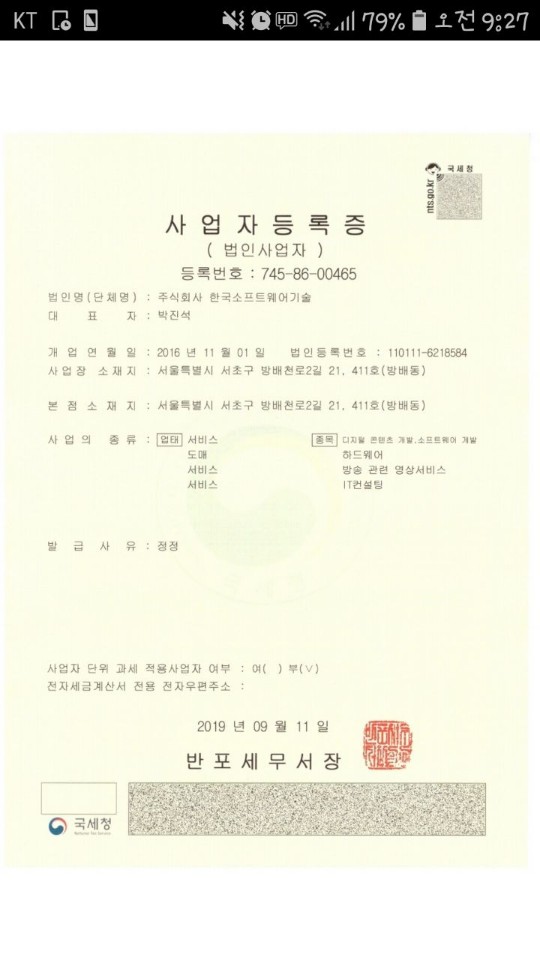 KT HD 79% 오전 9:27
국세청
nts.go.kr
사업자등록증
( 법인사업자 )
등록번호 : 745-86-00465
법인명(단체명) : 주식회사 한국소프트웨어기술
대 표 자 : 박진석
개 업 연 월 일 : 2016 년 11 월 01 일 법인등록번호 : 110111-6218584
사업장 소재지 : 서울특별시 서초구 방배천로2길 21, 411호(방배동)
본 점 소 재 지 : 서울특별시 서초구 방배천로2길 21, 411호(방배동)
사업의 종류 : 업태 서비스 종목 디지털 콘텐츠 개발,소프트웨어 개발
도매 하드웨어
서비스 방송 관련 영상서비스
서비스 IT컨설팅
발 급 사 유 : 정정
사업자 단위 과세 적용사업자 여부 : 여( ) 부(∨)
전자세금계산서 전용 전자우편주소 :
2019 년 09 월 11 일
반포세무서장
국세청
National Tax Service